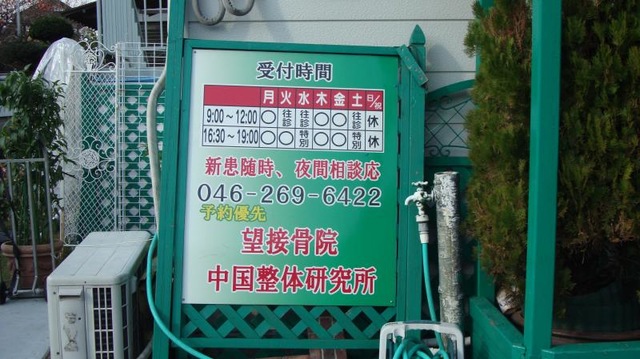 受付時間
月火水木金土日/祝
9:00～12:00 〇 往診 往診 〇 〇 往診 休
16:30～19:00 〇 〇 特別 〇 〇 特別 休
新患随時、夜間相談応
046-269-6422
予約優先
望接骨院
中国整体研究所